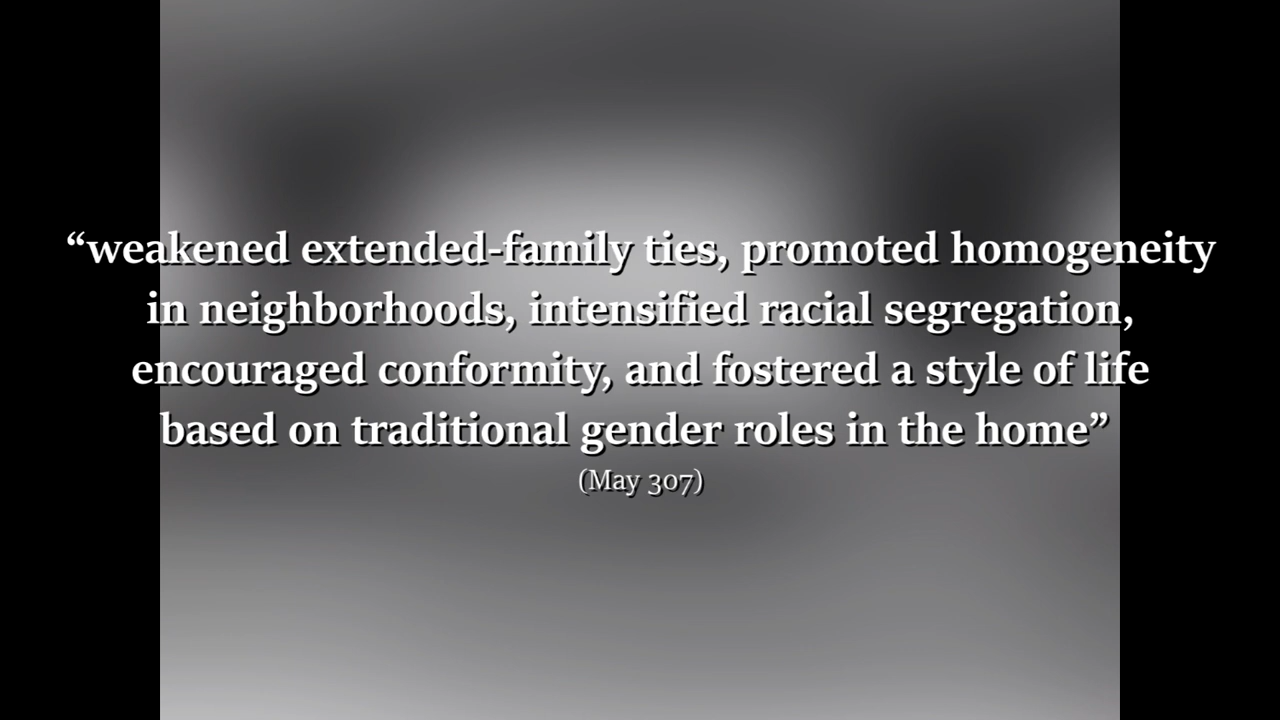 “weakened extended-family ties, promoted homogeneity
in neighborhoods, intensified racial segregation,
encouraged conformity, and fostered a style of life
based on traditional gender roles in the home”
(May 307)